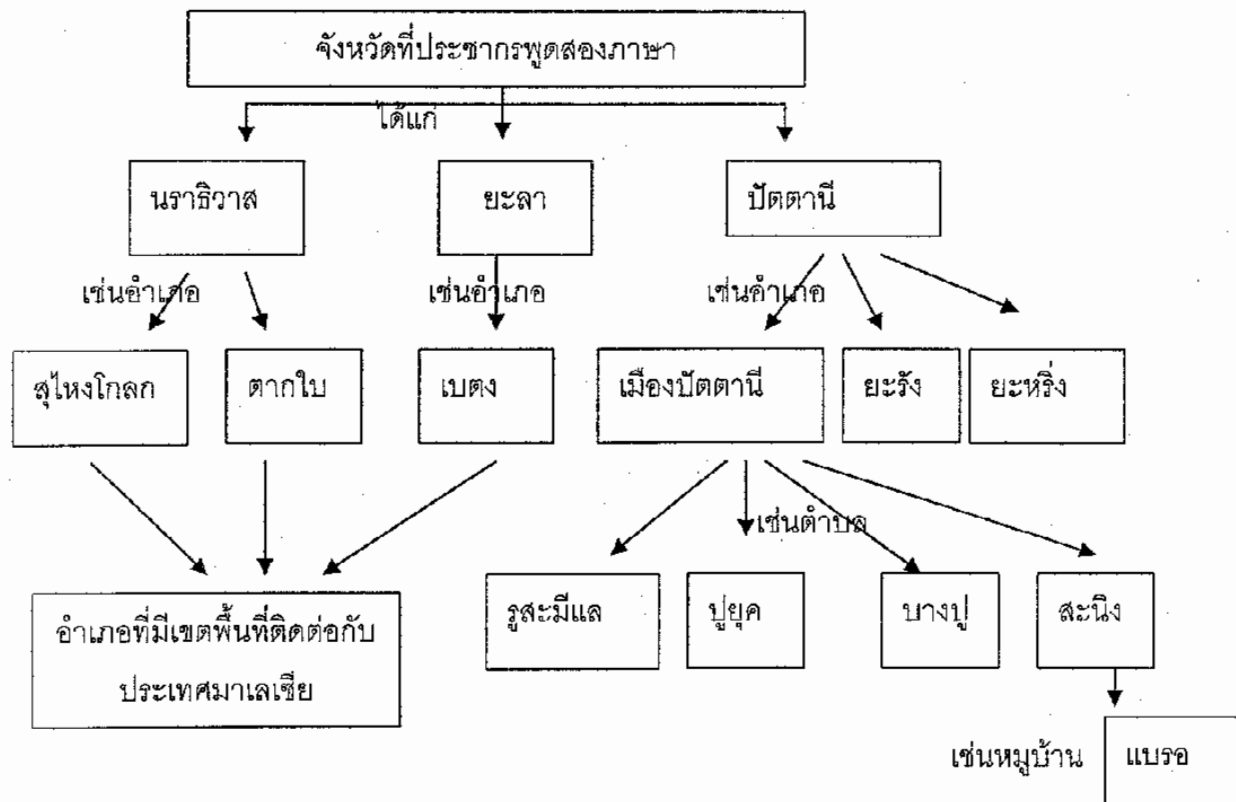 จังหวัดที่ประชากรพูดสองภาษา
ได้แก่
นราธิวาส
ยะลา
ปัตตานี
เช่นอำเภอ
เช่นอำเภอ
เช่นอำเภอ
สุไหงโกลก
ตากใบ
เบตง
เมืองปัตตานี
ยะรัง
ยะหริ่ง
เช่นตำบล
อำเภอที่มีเขตพื้นที่ติดต่อกับ
ประเทศมาเลเซีย
รูสะมีแล
ปูยุค
บางปู
สะนิง
เช่นหมู่บ้าน
แบรอ